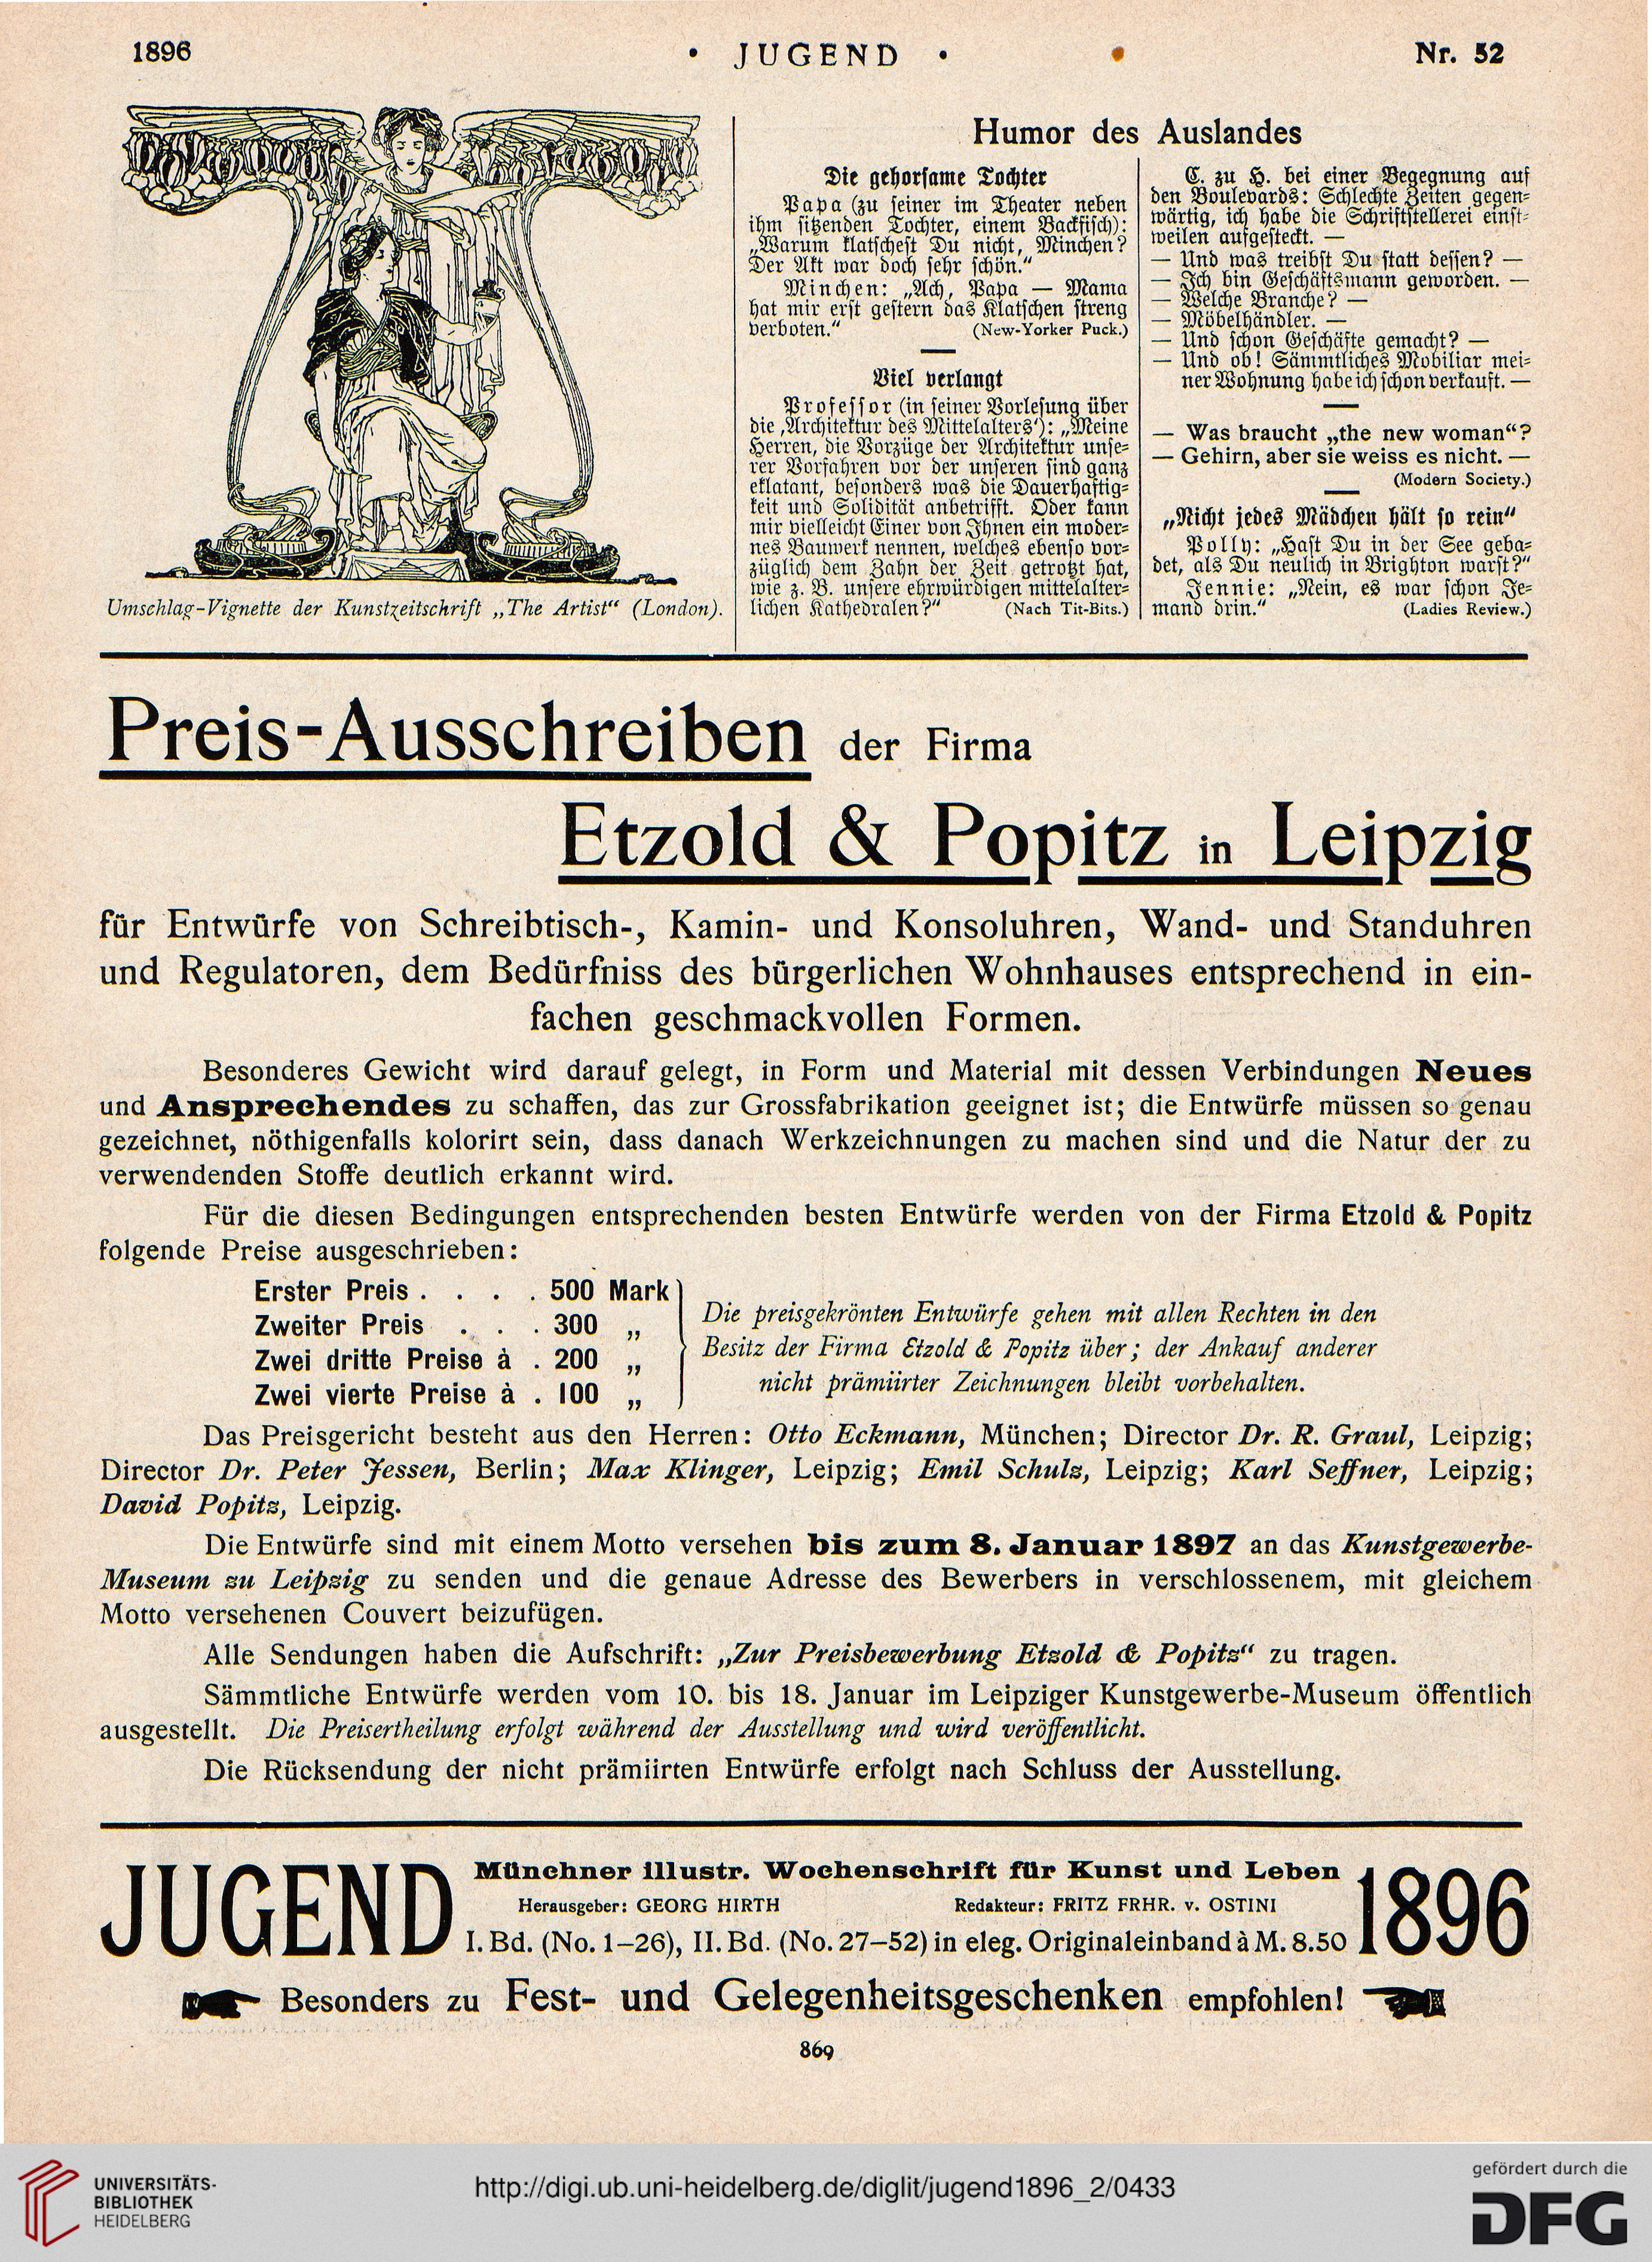 1896
• JUGEND •
Nr. 52
Umschlag-Vignette der Kunstzeitschrift „The Artist“ (London).
Humor des Auslandes
Die gehorsame Tochter
Papa (zu seiner im Theater neben
ihm sitzenden Tochter, einem Backfisch):
„Warum klatschest Du nicht, Minchen?
Der Akt war doch sehr schön.“
Minchen: „Ach, Papa — Mama
hat mir erst gestern das Klatschen streng
verboten.“ (New-Yorker Puck.)
Viel verlangt
Professor (in seiner Vorlesung über
die ‚Architektur des Mittelalters‘): „Meine
Herren, die Vorzüge der Architektur unse-
rer Vorfahren vor der unseren sind ganz
eklatant, besonders was die Dauerhaftig-
keit und Solidität anbetrifft. Oder kann
mir vielleicht Einer von Ihnen ein moder-
nes Bauwerk nennen, welches ebenso vor-
züglich dem Zahn der Zeit getrotzt hat,
wie z. B. unsere ehrwürdigen mittelalter-
lichen Kathedralen?“ (Nach Tit-Bits.)
C. zu H. bei einer Begegnung auf
den Boulevards: Schlechte Zeiten gegen-
wärtig, ich habe die Schriftstellerei einst-
weilen aufgesteckt. —
— Und was treibst Du statt dessen? —
— Ich bin Geschäftsmann geworden. —
— Welche Branche? —
— Möbelhändler. —
— Und schon Geschäfte gemacht? —
— Und ob! Sämmtliches Mobiliar mei-
ner Wohnung habe ich schon verkauft. —
— Was braucht „the new woman“?
— Gehirn, aber sie weiss es nicht. —
(Modern Society.)
„Nicht jedes Mädchen hält so rein“
Polly: „Hast Du in der See geba-
det, als Du neulich in Brighton warst?“
Jennie: „Nein, es war schon Je-
mand drin.“ (Ladies Review.)
Preis-Ausschreiben der Firma
Etzold & Popitz in Leipzig
für Entwürfe von Schreibtisch-, Kamin- und Konsoluhren, Wand- und Standuhren
und Regulatoren, dem Bedürfniss des bürgerlichen Wohnhauses entsprechend in ein-
fachen geschmackvollen Formen.
Besonderes Gewicht wird darauf gelegt, in Form und Material mit dessen Verbindungen Neues
und Ansprechendes zu schaffen, das zur Grossfabrikation geeignet ist; die Entwürfe müssen so genau
gezeichnet, nöthigenfalls kolorirt sein, dass danach Werkzeichnungen zu machen sind und die Natur der zu
verwendenden Stoffe deutlich erkannt wird.
Für die diesen Bedingungen entsprechenden besten Entwürfe werden von der Firma Etzold & Popitz
folgende Preise ausgeschrieben:
Erster Preis . . . . 500 Mark
Zweiter Preis . . . 300 „
Zwei dritte Preise à . 200 „
Zwei vierte Preise à . 100 „
Die preisgekrönten Entwürfe gehen mit allen Rechten in den
Besitz der Firma Etzold & Popitz über; der Ankauf anderer
nicht prämiirter Zeichnungen bleibt vorbehalten.
Das Preisgericht besteht aus den Herren: Otto Eckmann, München; Director Dr. R. Graul, Leipzig;
Director Dr. Peter Jessen, Berlin; Max Klinger, Leipzig; Emil Schulz, Leipzig; Karl Seffner, Leipzig;
David Popitz, Leipzig.
Die Entwürfe sind mit einem Motto versehen bis zum 8. Januar 1897 an das Kunstgewerbe-
Museum zu Leipzig zu senden und die genaue Adresse des Bewerbers in verschlossenem, mit gleichem
Motto versehenen Couvert beizufügen.
Alle Sendungen haben die Aufschrift: „Zur Preisbewerbung Etzold & Popitz“ zu tragen.
Sämmtliche Entwürfe werden vom 10. bis 18. Januar im Leipziger Kunstgewerbe-Museum öffentlich
ausgestellt. Die Preisertheilung erfolgt während der Ausstellung und wird veröffentlicht.
Die Rücksendung der nicht prämiirten Entwürfe erfolgt nach Schluss der Ausstellung.
JUGEND
Münchner illustr. Wochenschrift für Kunst und Leben
Herausgeber: GEORG HIRTH Redakteur: FRITZ FRHR. v. OSTINI
I. Bd. (No. 1–26), II. Bd. (No. 27–52) in eleg. Originaleinband à M. 8.50
1896
Besonders zu Fest- und Gelegenheitsgeschenken empfohlen!
869
UNIVERSITÄTS-
BIBLIOTHEK
HEIDELBERG
http://digi.ub.uni-heidelberg.de/diglit/jugend1896_2/0433
gefördert durch die
DFG